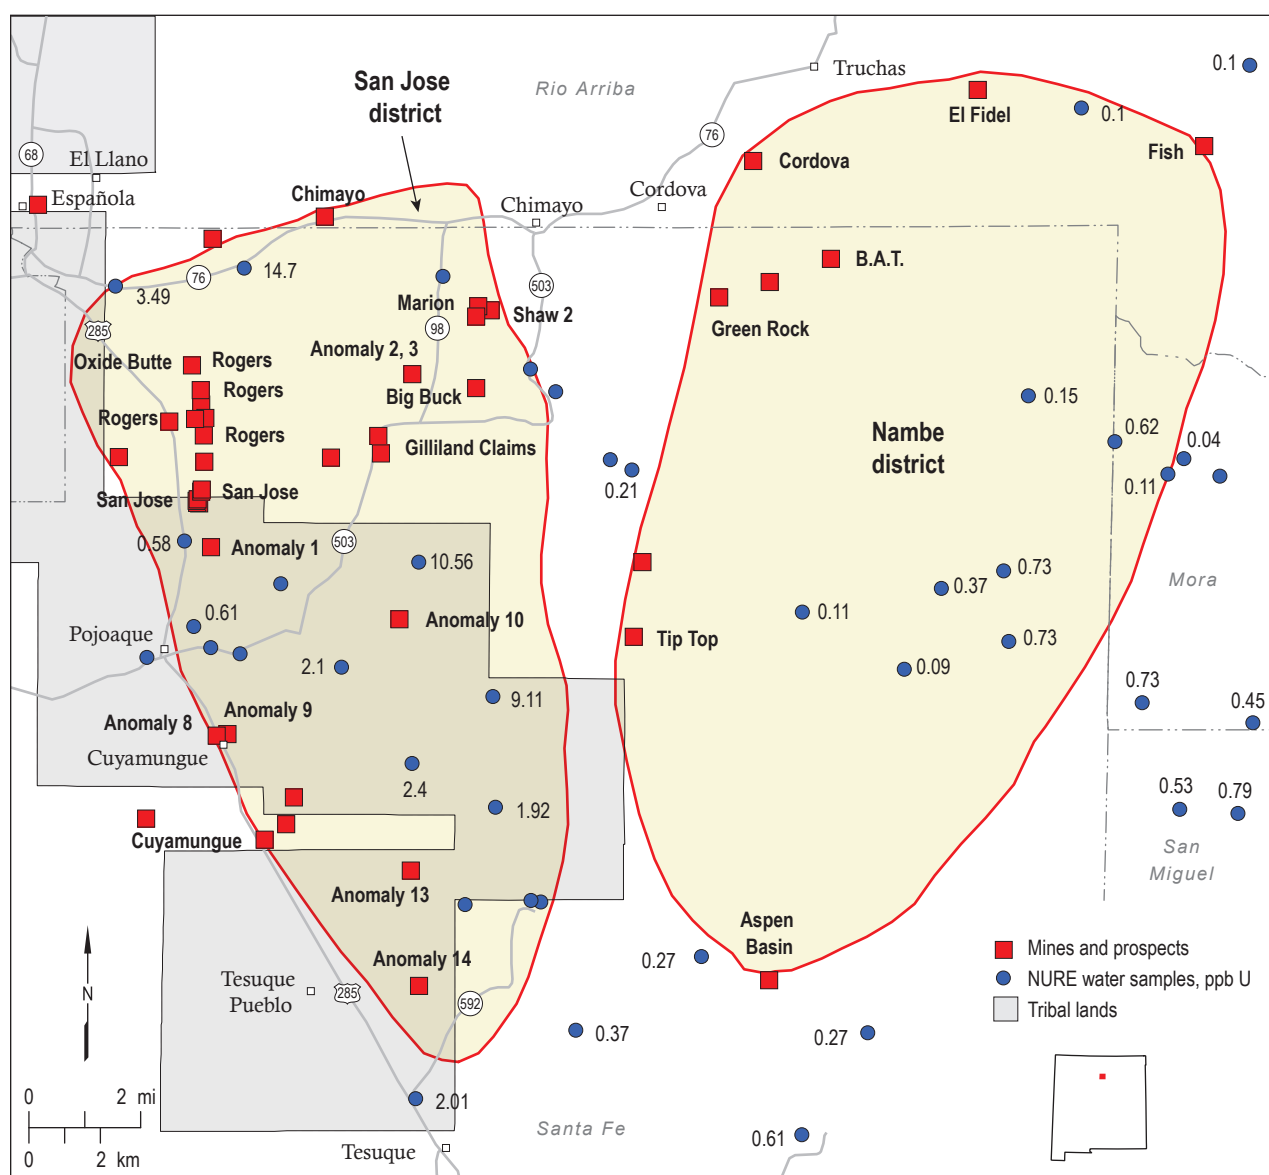 Truchas
0.1
Rio Arriba
San Jose
district
El Fidel
0.1
76
Fish
68
El Llano
Cordova
Española
Chimayo
Cordova
Chimayo
14.7
76
B.A.T.
3.49
503
Marion
Shaw 2
285
98
Green Rock
Anomaly 2, 3
Oxide Butte
Rogers
Rogers
Big Buck
0.15
Rogers
Rogers
Gilliland Claims
Nambe
district
0.62
0.04
0.21
0.11
San Jose
San Jose
0.58
Anomaly 1
503
10.56
0.73
Mora
0.37
0.61
Anomaly 10
0.11
Pojoaque
Tip Top
0.73
2.1
0.09
9.11
0.73
0.45
Anomaly 8
Anomaly 9
Cuyamungue
2.4
1.92
0.53
0.79
Cuyamungue
San
Miguel
Anomaly 13
Aspen
Basin
Mines and prospects
Anomaly 14
0.27
NURE water samples, ppb U
Tesuque
Pueblo
285
592
Tribal lands
N
0.37
0.27
0 2 mi
2.01
Santa Fe
0.61
Tesuque
0 2 km